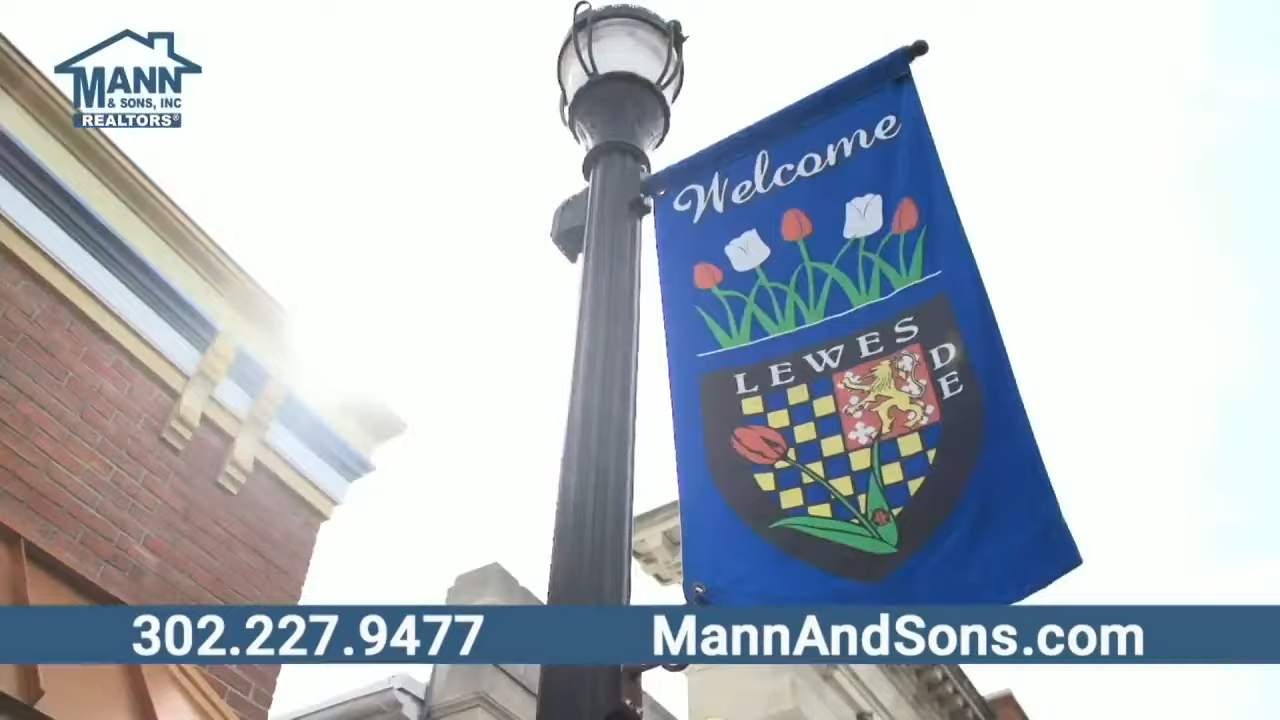 MANN
& SONS, INC
REALTORS®
Welcome
LEWES
DE
302.227.9477
MannAndSons.com